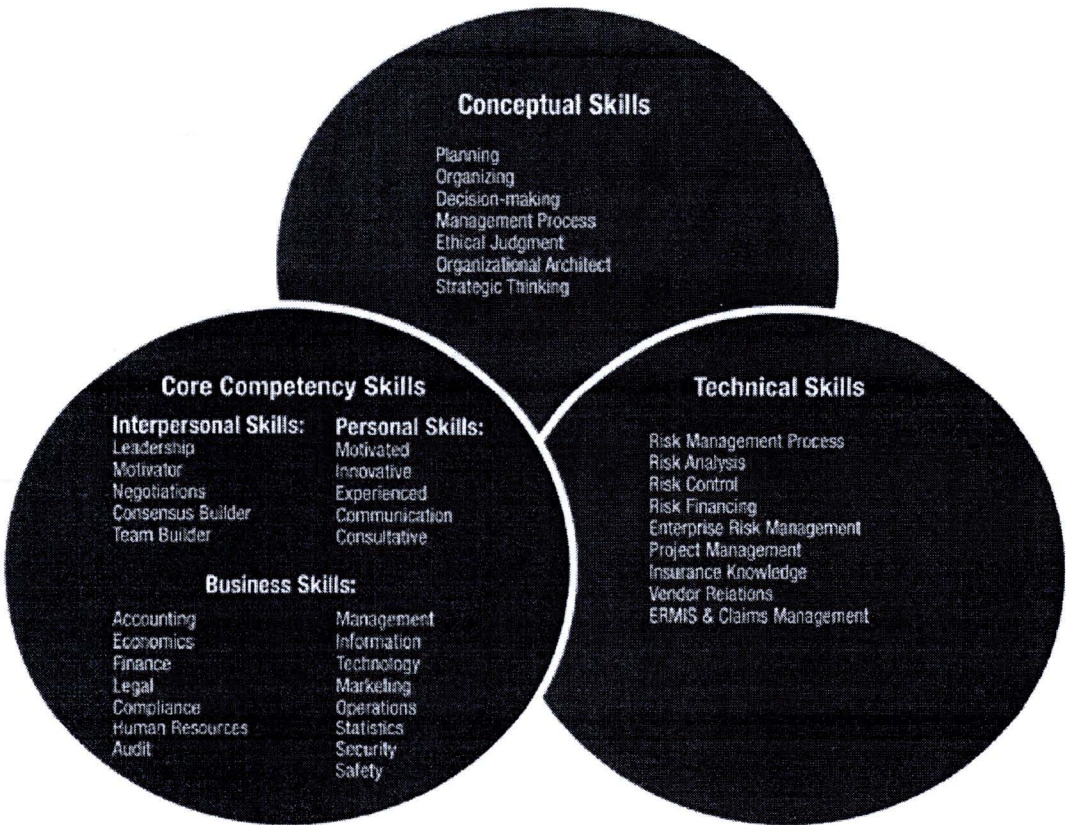 Conceptual Skills
Planning
Organizing
Decision-making
Management Process
Ethical Judgment
Organizational Architect
Strategic Thinking
Core Competency Skills
Interpersonal Skills:
Leadership
Motivator
Negotiations
Consensus Builder
Team Builder
Personal Skills:
Motivated
Innovative
Experienced
Communication
Consultative
Business Skills:
Accounting
Economics
Finance
Legal
Compliance
Human Resources
Audit
Management
Information
Technology
Marketing
Operations
Statistics
Security
Safety
Technical Skills
Risk Management Process
Risk Analysis
Risk Control
Risk Financing
Enterprise Risk Management
Project Management
Insurance Knowledge
Vendor Relations
ERMIS & Claims Management